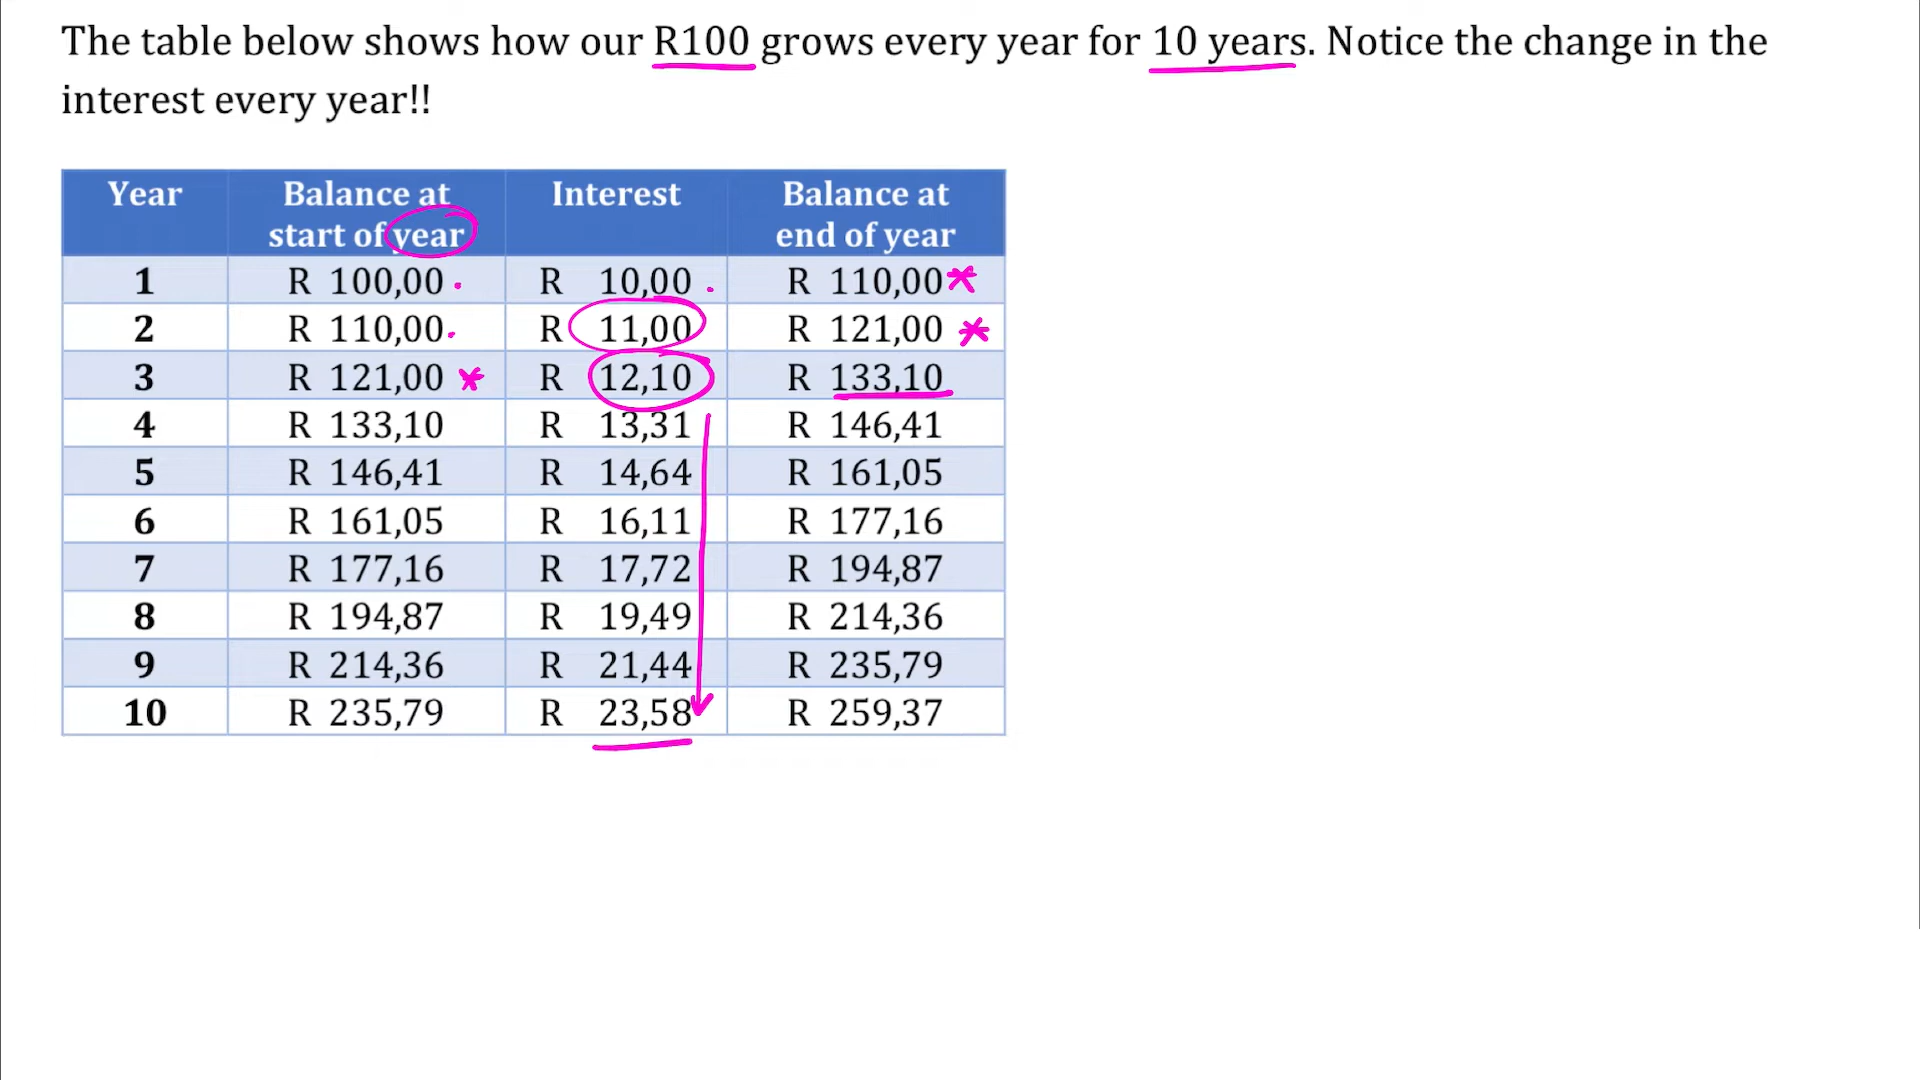 The table below shows how our R100 grows every year for 10 years. Notice the change in the
interest every year!!
Year Balance at start of year Interest Balance at end of year
1 R 100,00 R 10,00 R 110,00
2 R 110,00 R 11,00 R 121,00
3 R 121,00 R 12,10 R 133,10
4 R 133,10 R 13,31 R 146,41
5 R 146,41 R 14,64 R 161,05
6 R 161,05 R 16,11 R 177,16
7 R 177,16 R 17,72 R 194,87
8 R 194,87 R 19,49 R 214,36
9 R 214,36 R 21,44 R 235,79
10 R 235,79 R 23,58 R 259,37